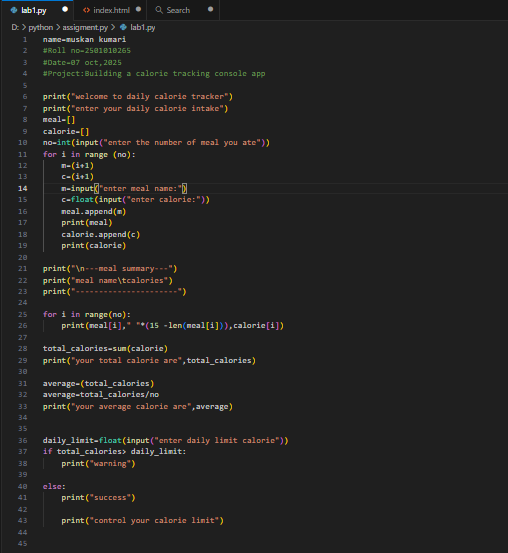 lab1.py index.html Search
D: > python > assigment.py > lab1.py
1 name=muskan kumari
2 #Roll no=2501010265
3 #Date=07 oct,2025
4 #Project:Building a calorie tracking console app
5
6 print("welcome to daily calorie tracker")
7 print("enter your daily calorie intake")
8 meal=[]
9 calorie=[]
10 no=int(input("enter the number of meal you ate"))
11 for i in range (no):
12 m=(i+1)
13 c=(i+1)
14 m=input("enter meal name:")
15 c=float(input("enter calorie:"))
16 meal.append(m)
17 print(meal)
18 calorie.append(c)
19 print(calorie)
20
21 print("\n---meal summary---")
22 print("meal name\tcalories")
23 print("---------------------")
24
25 for i in range(no):
26 print(meal[i]," "*(15 -len(meal[i])),calorie[i])
27
28 total_calories=sum(calorie)
29 print("your total calorie are",total_calories)
30
31 average=(total_calories)
32 average=total_calories/no
33 print("your average calorie are",average)
34
35
36 daily_limit=float(input("enter daily limit calorie"))
37 if total_calories> daily_limit:
38 print("warning")
39
40 else:
41 print("success")
42
43 print("control your calorie limit")
44
45